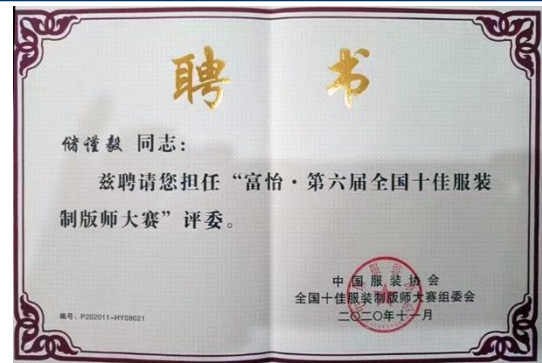 聘书
储谨毅 同志：
兹聘请您担任“富怡·第六届全国十佳服装
制版师大赛”评委。
中国服装协会
全国十佳服装制版师大赛组委会
二〇二〇年十一月
编号：P202011-HY08021